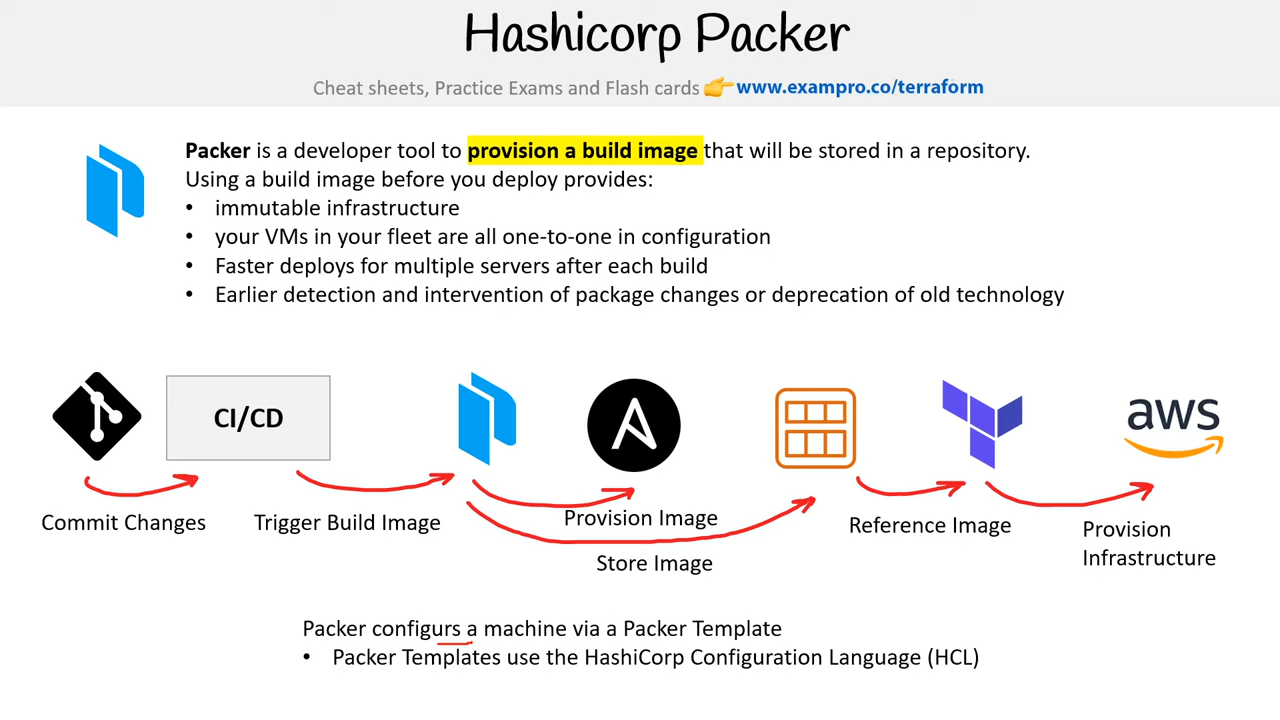 Hashicorp Packer
Cheat sheets, Practice Exams and Flash cards 👉 www.exampro.co/terraform
Packer is a developer tool to provision a build image that will be stored in a repository.
Using a build image before you deploy provides:
• immutable infrastructure
• your VMs in your fleet are all one-to-one in configuration
• Faster deploys for multiple servers after each build
• Earlier detection and intervention of package changes or deprecation of old technology
CI/CD
aws
Commit Changes
Trigger Build Image
Provision Image
Store Image
Reference Image
Provision
Infrastructure
Packer configurs a machine via a Packer Template
• Packer Templates use the HashiCorp Configuration Language (HCL)